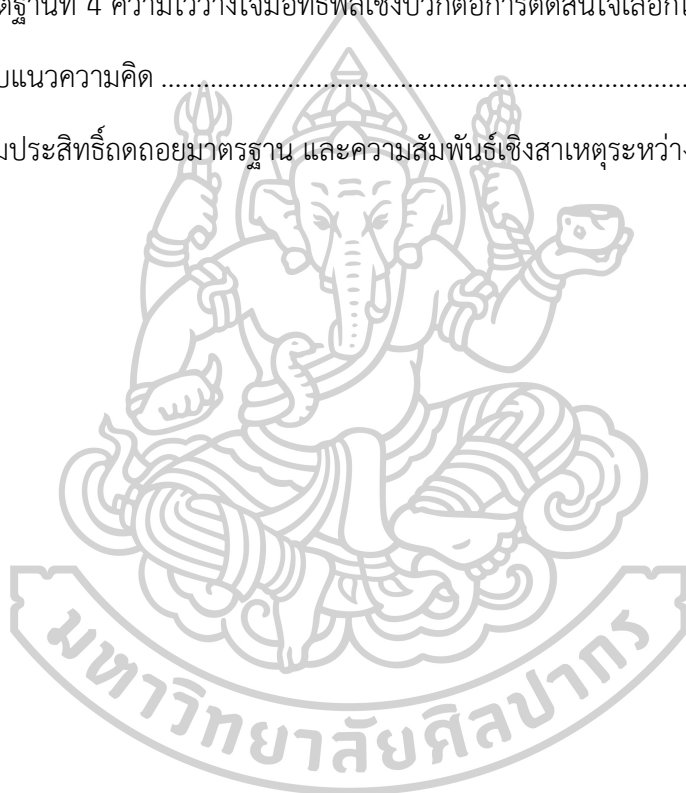 ฐานที่ 4 ความไว้วางใจมีอิทธิพลเชิงบวกต่อการตัดสินใจเลือก
แนวความคิด ................................................................................
ประสิทธิ์ถดถอยมาตรฐาน และความสัมพันธ์เชิงสาเหตุระหว่าง
มหาวิทยาลัยศิลปากร